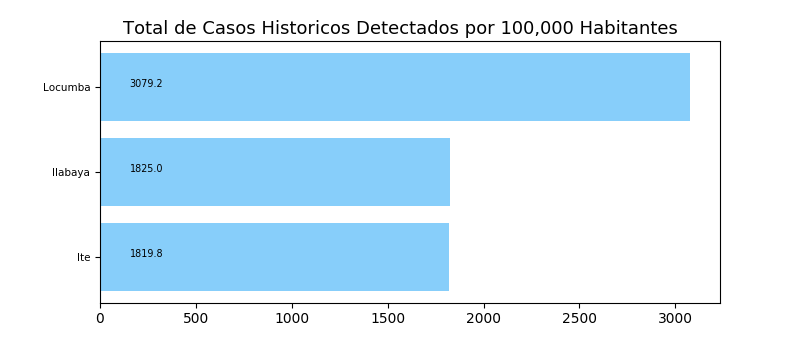 Total de Casos Historicos Detectados por 100,000 Habitantes
Locumba
3079.2
Ilabaya
1825.0
Ite
1819.8
0 500 1000 1500 2000 2500 3000